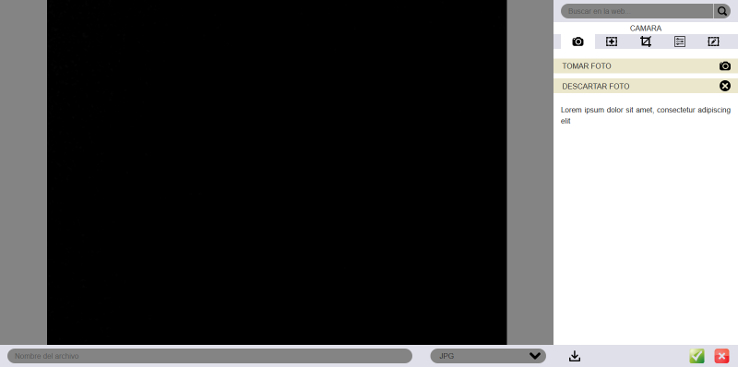 Buscar en la web...
CAMARA
TOMAR FOTO
DESCARTAR FOTO
Lorem ipsum dolor sit amet, consectetur adipiscing
elit
Nombre del archivo
JPG